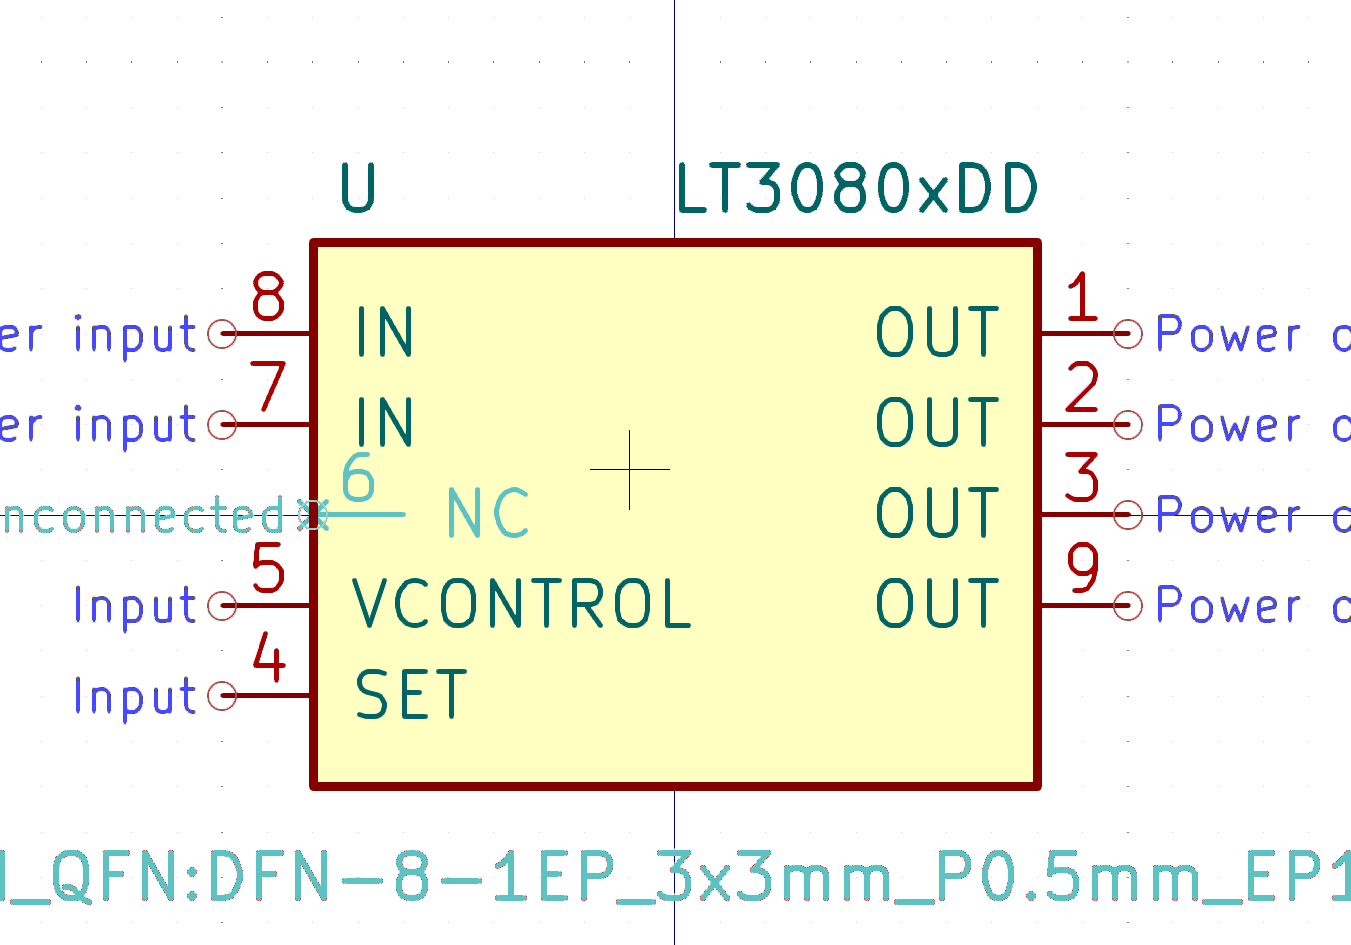 U LT3080xDD
er input 8 IN OUT 1 Power o
er input 7 IN OUT 2 Power o
nconnected 6 NC OUT 3 Power o
Input 5 VCONTROL OUT 9 Power o
Input 4 SET
_QFN:DFN-8-1EP_3x3mm_P0.5mm_EP1